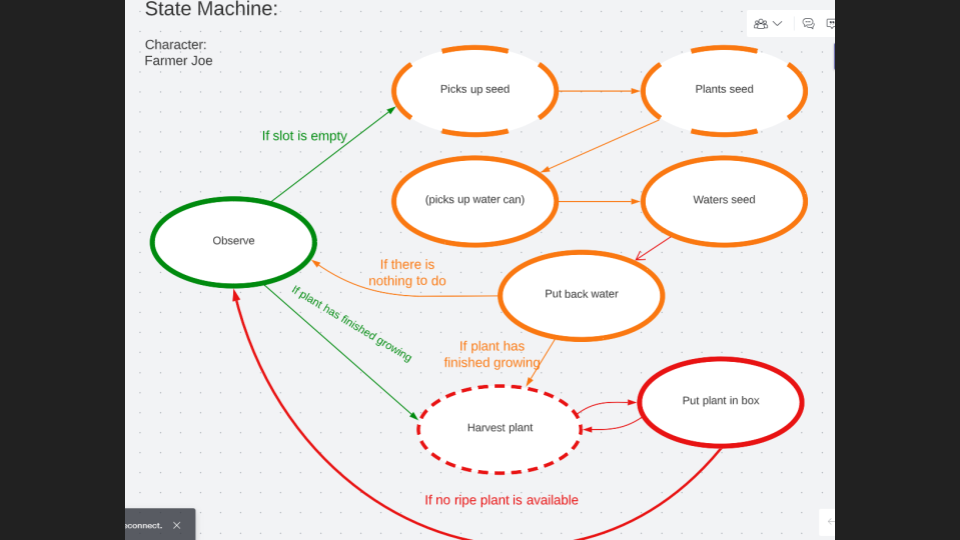 State Machine:
Character:
Farmer Joe
Picks up seed
Plants seed
If slot is empty
(picks up water can)
Waters seed
Observe
If there is
nothing to do
Put back water
If plant has finished growing
If plant has
finished growing
Put plant in box
Harvest plant
If no ripe plant is available